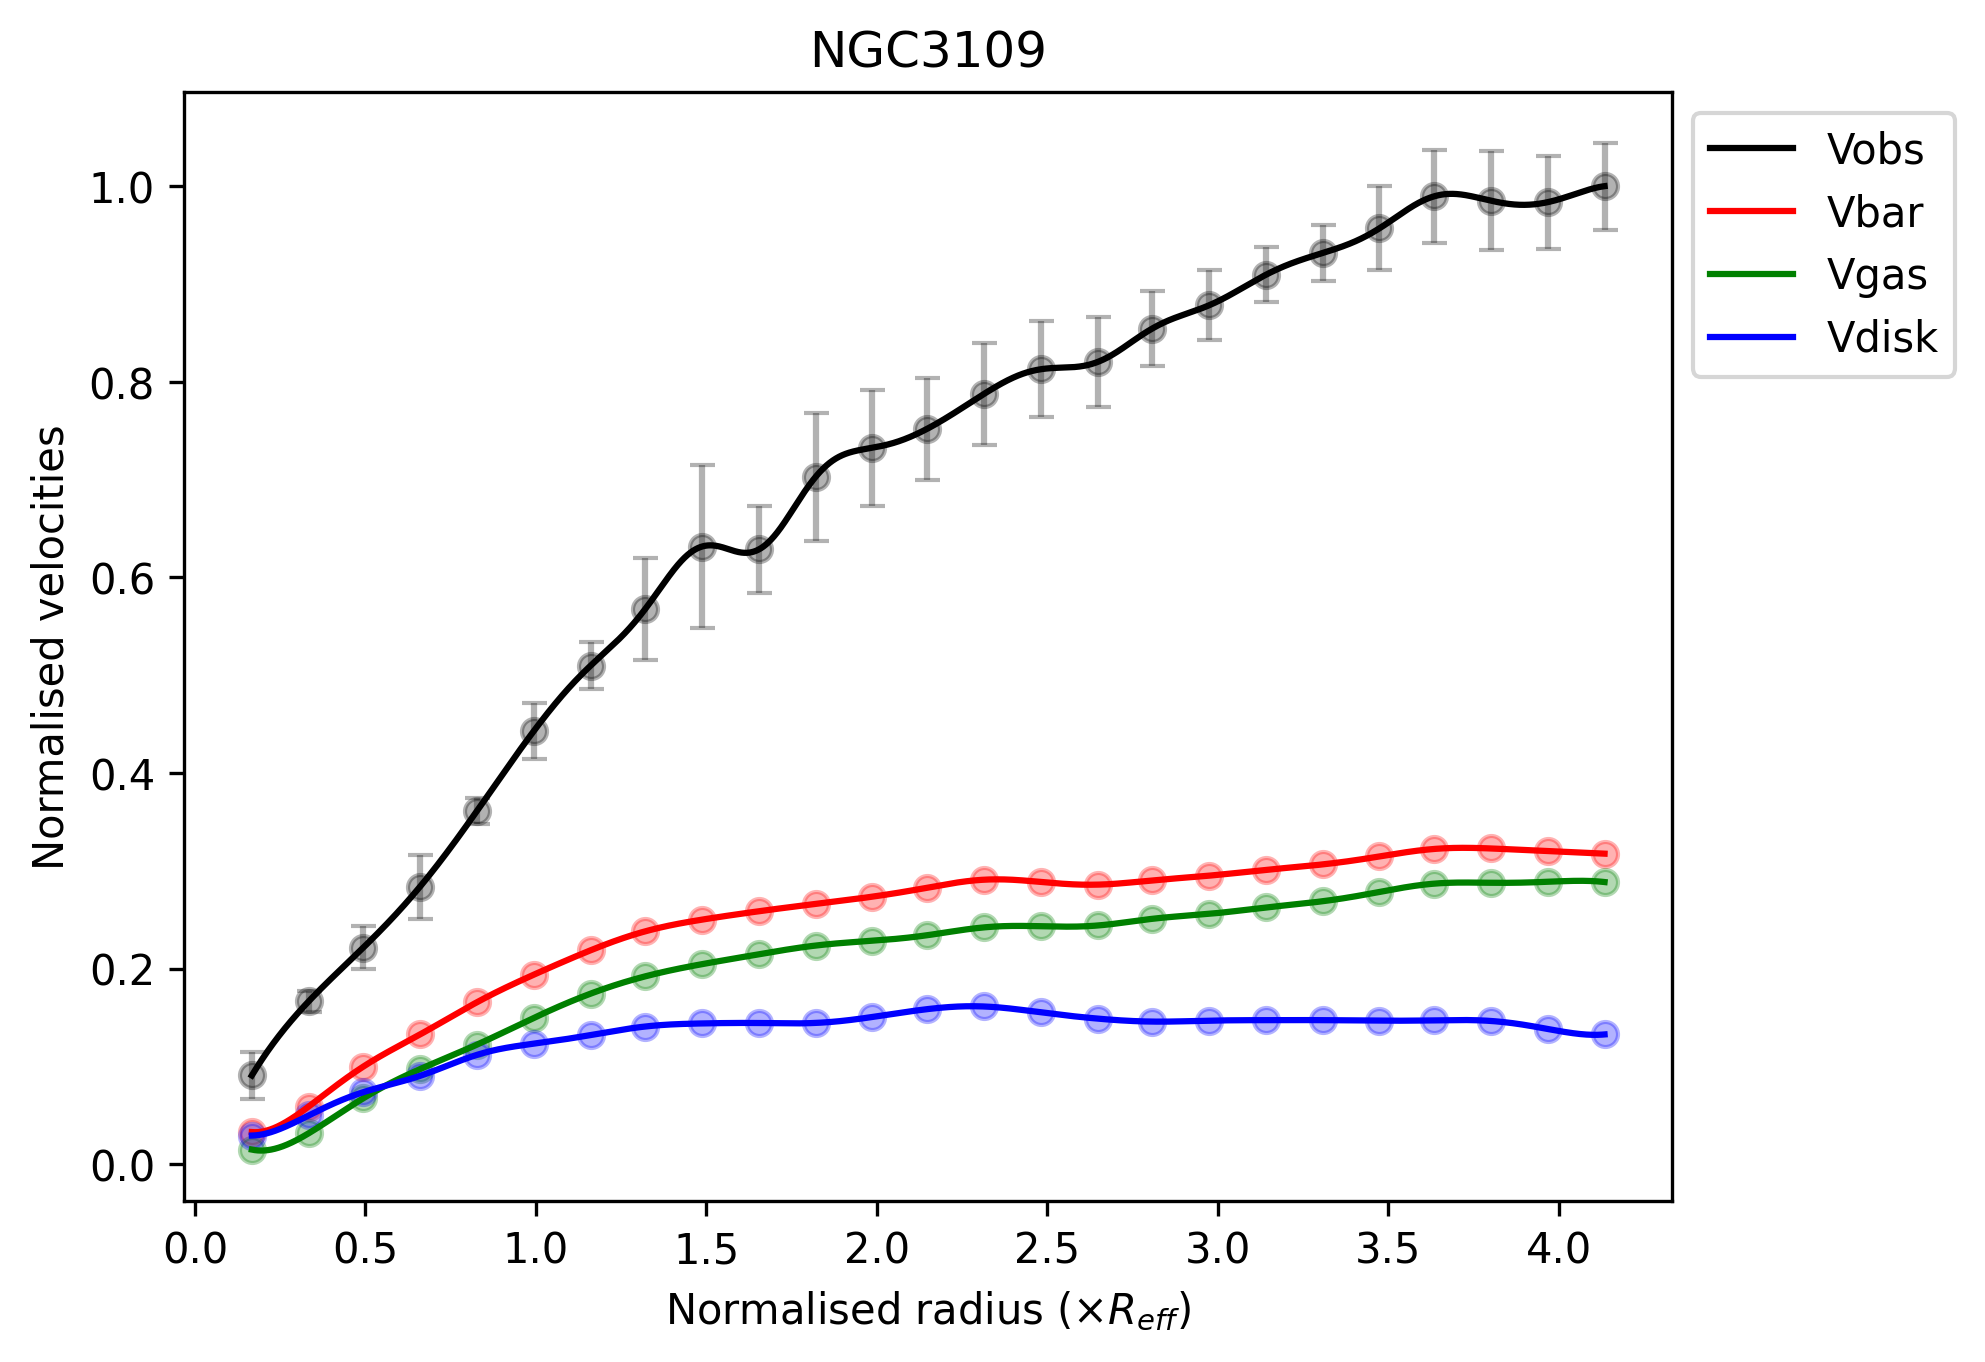 NGC3109
Vobs
Vbar
Vgas
Vdisk
Normalised velocities
1.0
0.8
0.6
0.4
0.2
0.0
0.0 0.5 1.0 1.5 2.0 2.5 3.0 3.5 4.0
Normalised radius (×R_eff)